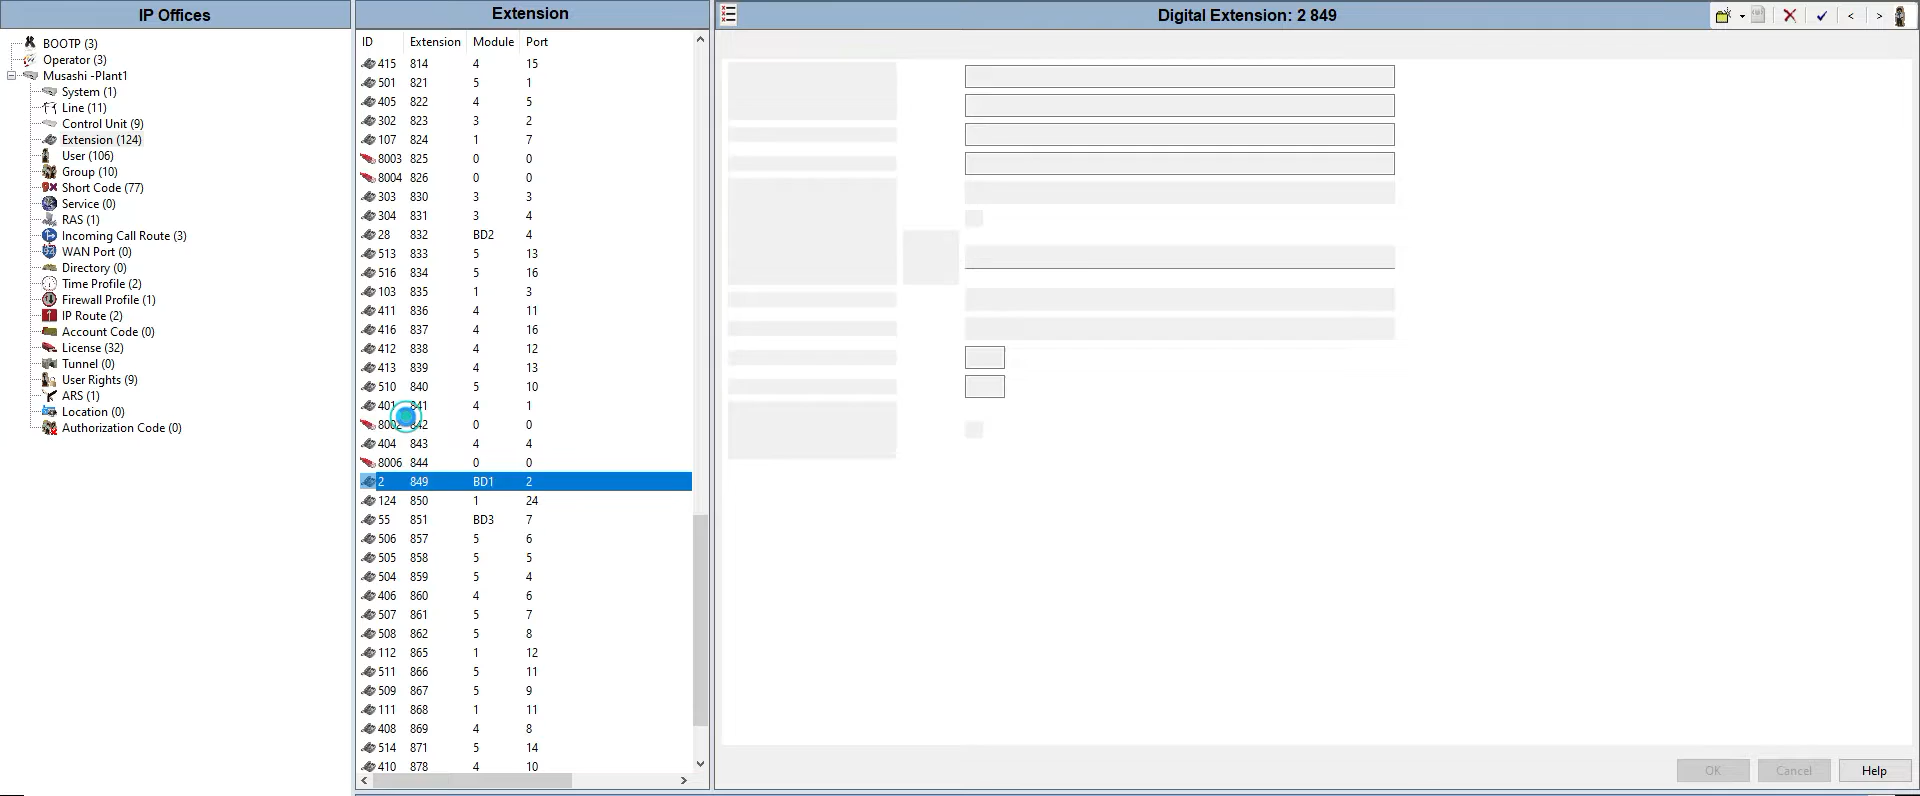 IP Offices
BOOTP (3)
Operator (3)
Musashi -Plant1
System (1)
Line (11)
Control Unit (9)
Extension (124)
User (106)
Group (10)
Short Code (77)
Service (0)
RAS (1)
Incoming Call Route (3)
WAN Port (0)
Directory (0)
Time Profile (2)
Firewall Profile (1)
IP Route (2)
Account Code (0)
License (32)
Tunnel (0)
User Rights (9)
ARS (1)
Location (0)
Authorization Code (0)
Extension
ID Extension Module Port
415 814 4 15
501 821 5 1
405 822 4 5
302 823 3 2
107 824 1 7
8003 825 0 0
8004 826 0 0
303 830 3 3
304 831 3 4
28 832 BD2 4
513 833 5 13
516 834 5 16
103 835 1 3
411 836 4 11
416 837 4 16
412 838 4 12
413 839 4 13
510 840 5 10
401 841 4 1
8002 842 0 0
404 843 4 4
8006 844 0 0
2 849 BD1 2
124 850 1 24
55 851 BD3 7
506 857 5 6
505 858 5 5
504 859 5 4
406 860 4 6
507 861 5 7
508 862 5 8
112 865 1 12
511 866 5 11
509 867 5 9
111 868 1 11
408 869 4 8
514 871 5 14
410 878 4 10
Digital Extension: 2 849
OK Cancel Help